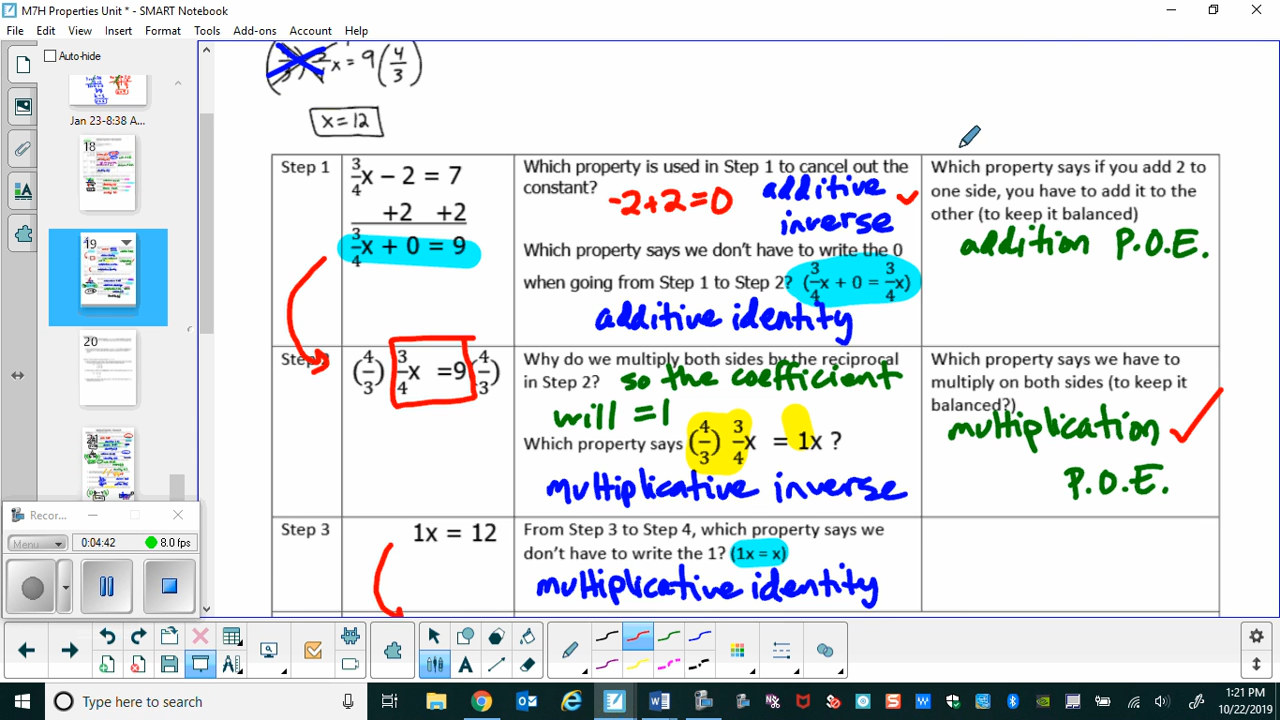 M7H Properties Unit * - SMART Notebook
File Edit View Insert Format Tools Add-ons Account Help
Auto-hide
Jan 23-8:38 A...
18
19
20
x = 9(4/3)
x = 12
Step 1
3/4x – 2 = 7
+2 +2
3/4x + 0 = 9
Which property is used in Step 1 to cancel out the
constant?
-2+2=0
additive
inverse
Which property says we don't have to write the 0
when going from Step 1 to Step 2? (3/4x + 0 = 3/4x)
additive identity
Which property says if you add 2 to
one side, you have to add it to the
other (to keep it balanced)
addition P.O.E.
Step
(4/3) 3/4x =9(4/3)
Why do we multiply both sides by the reciprocal
in Step 2?
so the coefficient
will =1
Which property says (4/3) 3/4x = 1x ?
multiplicative inverse
Which property says we have to
multiply on both sides (to keep it
balanced?)
multiplication
P.O.E.
Step 3
1x = 12
From Step 3 to Step 4, which property says we
don't have to write the 1? (1x = x)
multiplicative identity
Recor...
Menu
0:04:42
8.0 fps
Type here to search
1:21 PM
10/22/2019